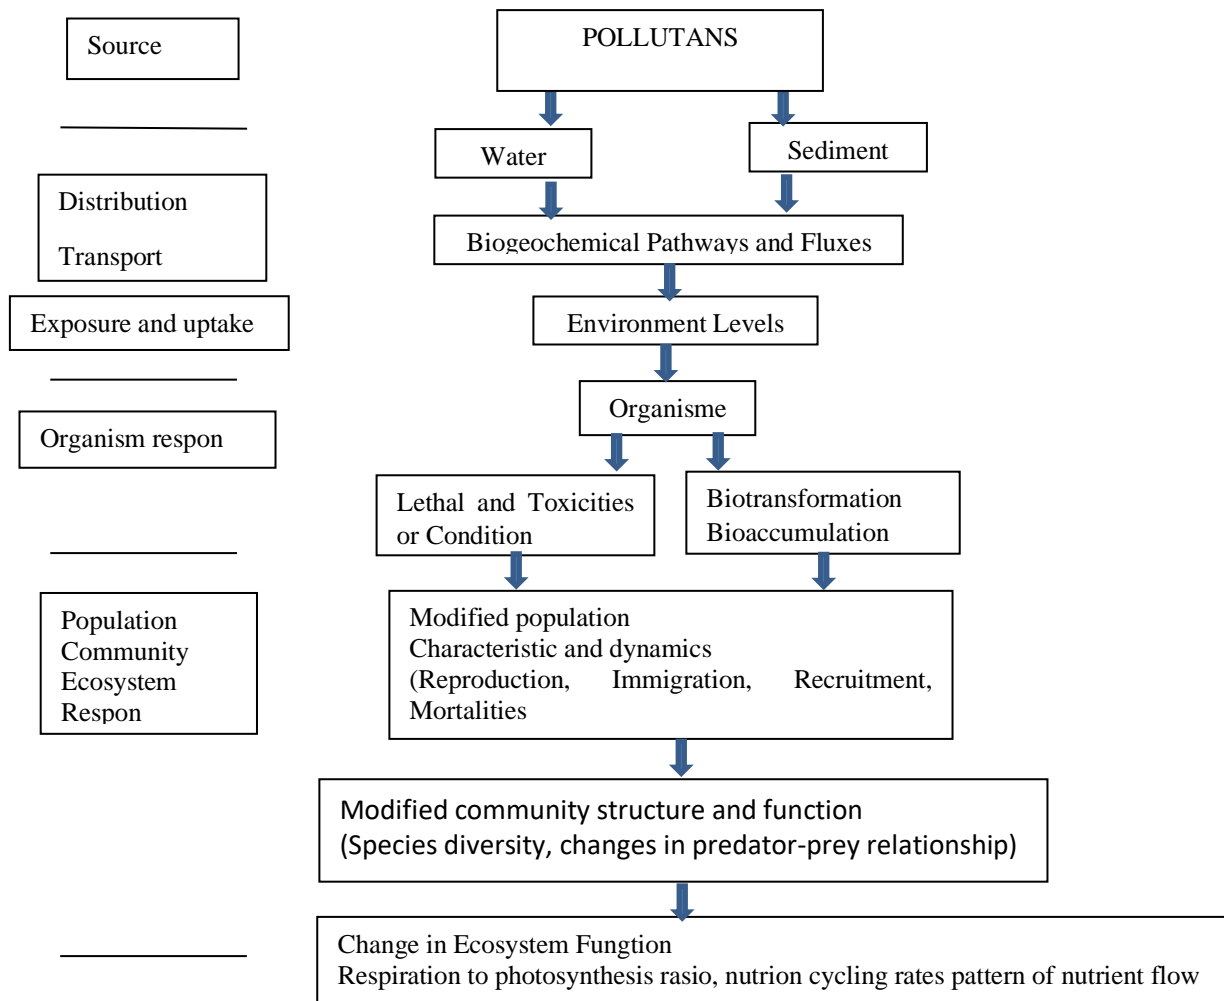 Source
POLLUTANS
Water
Sediment
Distribution
Transport
Biogeochemical Pathways and Fluxes
Exposure and uptake
Environment Levels
Organisme
Organism respon
Lethal and Toxicities
or Condition
Biotransformation
Bioaccumulation
Population
Community
Ecosystem
Respon
Modified population
Characteristic and dynamics
(Reproduction, Immigration, Recruitment,
Mortalities
Modified community structure and function
(Species diversity, changes in predator-prey relationship)
Change in Ecosystem Fungtion
Respiration to photosynthesis rasio, nutrion cycling rates pattern of nutrient flow